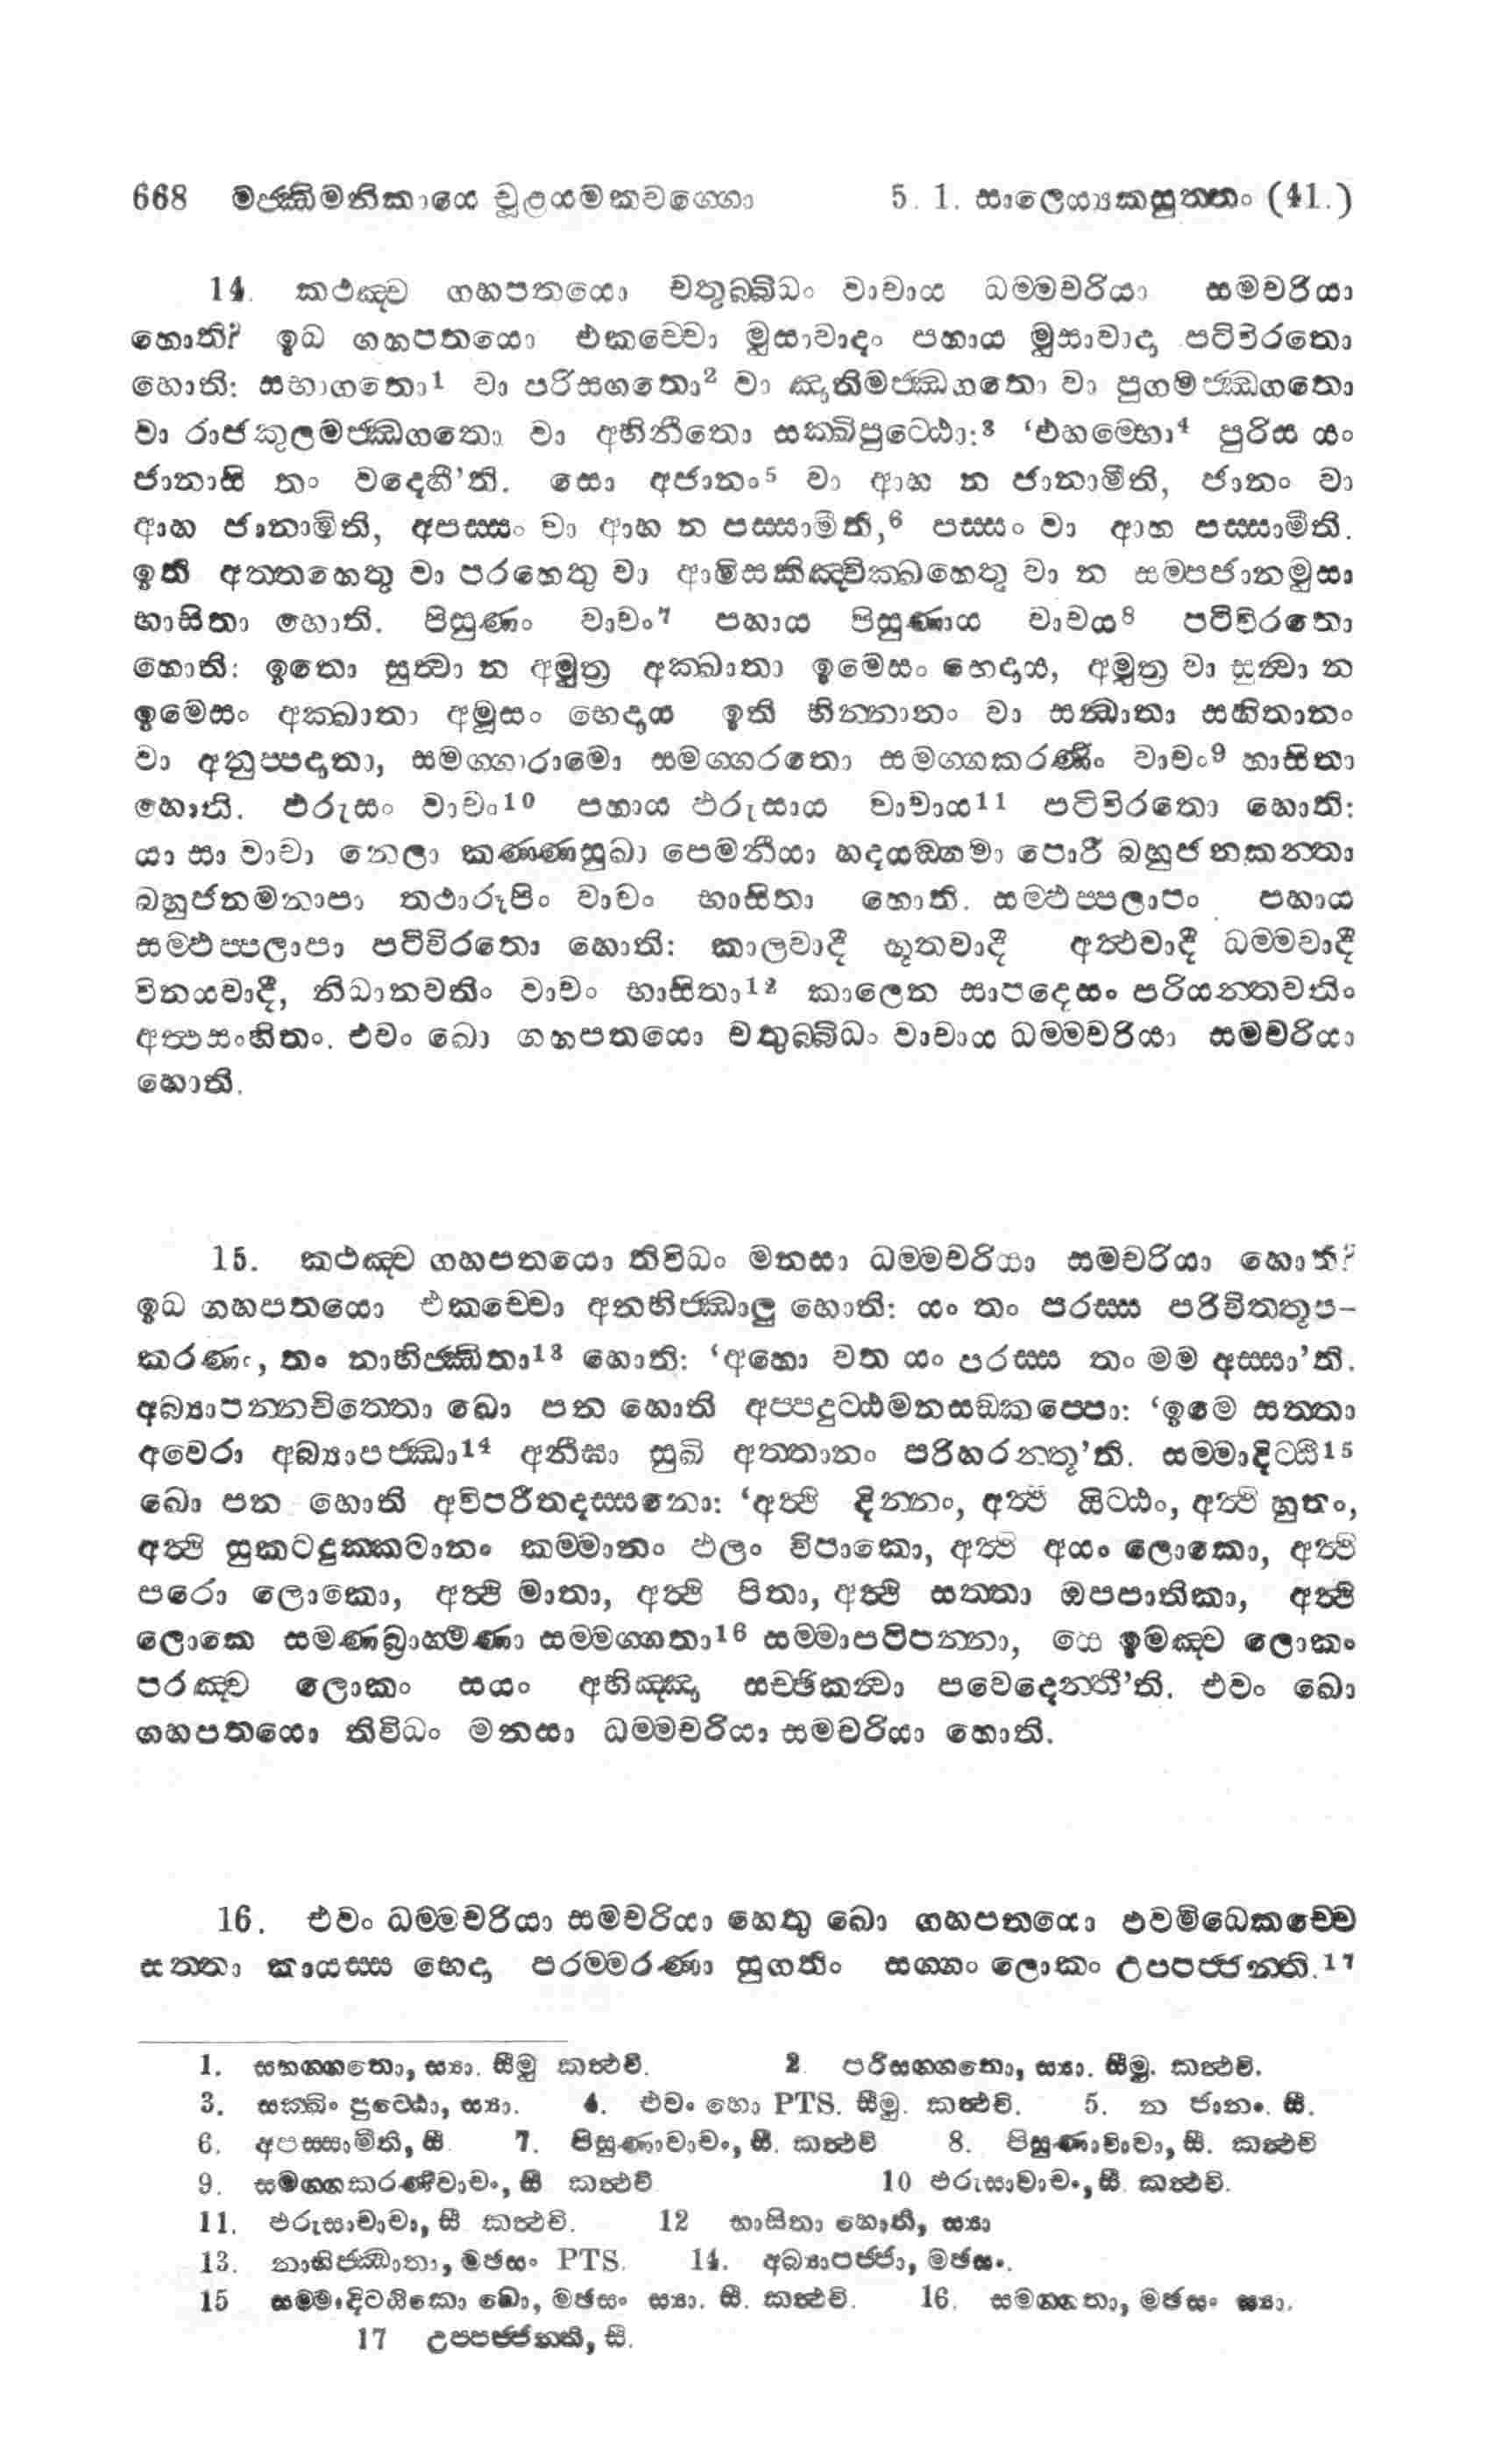 668 මජ්ඣිමනිකායෙ චූළයමකවග්ගො 5. 1. සාලෙය්‍යකසුත්තං (41.)
14. කථඤ්ච ගහපතයො චතුබ්බිධං වාචාය ධම්මචරියා සමචරියා
හොති? ඉධ ගහපතයො එකච්චො මුසාවාදං පහාය මුසාවාදා පටිවිරතො
හොති: සභාගතො1 වා පරිසගතො2 වා ඤාතිමජ්ඣගතො වා පුගමජ්ඣගතො
වා රාජකුලමජ්ඣගතො වා අභිනීතො සක්ඛිපුට්ඨො:3 ‘එහම්භො4 පුරිස යං
ජානාසි තං වදෙහී’ති. සො අජානං5 වා ආහ න ජානාමීති, ජානං වා
ආහ ජානාමීති, අපස්සං වා ආහ න පස්සාමීති,6 පස්සං වා ආහ පස්සාමීති.
ඉති අත්තහෙතු වා පරහෙතු වා ආමිසකිඤ්චික්ඛහෙතු වා න සම්පජානමුසා
භාසිතා හොති. පිසුණං වාචං7 පහාය පිසුණාය වාචය8 පටිවිරතො
හොති: ඉතො සුත්වා න අමුත්‍ර අක්ඛාතා ඉමෙසං භෙදාය, අමුත්‍ර වා සුත්වා න
ඉමෙසං අක්ඛාතා අමූසං භෙදාය ඉති භින්නානං වා සන්ධාතා සහිතානං
වා අනුප්පදාතා, සමග්ගාරාමො සමග්ගරතො සමග්ගකරණිං වාචං9 භාසිතා
හොති. ඵරුසං වාචං10 පහාය ඵරුසාය වාචාය11 පටිවිරතො හොති:
යා සා වාචා නෙලා කණ්ණසුඛා පෙමනීයා හදයඞ්ගමා පොරී බහුජනකන්තා
බහුජනමනාපා තථාරූපිං වාචං භාසිතා හොති. සම්ඵප්පලාපං පහාය
සම්ඵප්පලාපා පටිවිරතො හොති: කාලවාදී භූතවාදී අත්ථවාදී ධම්මවාදී
විනයවාදී, නිධානවතිං වාචං භාසිතා12 කාලෙන සාපදෙසං පරියන්තවතිං
අත්ථසංහිතං. එවං ඛො ගහපතයො චතුබ්බිධං වාචාය ධම්මචරියා සමචරියා
හොති.
15. කථඤ්ච ගහපතයො තිවිධං මනසා ධම්මචරියා සමචරියා හොති?
ඉධ ගහපතයො එකච්චො අනභිජ්ඣාලු හොති: යං තං පරස්ස පරිවිත්තූප-
කරණං, තං නාභිජ්ඣිතා13 හොති: ‘අහො වත යං පරස්ස තං මම අස්සා’ති.
අබ්‍යාපන්නචිත්තො ඛො පන හොති අප්පදුට්ඨමනසඞ්කප්පො: ‘ඉමෙ සත්තා
අවෙරා අබ්‍යාපජ්ඣා14 අනීඝා සුඛි අත්තානං පරිහරන්තූ’ති. සම්මාදිට්ඨි15
ඛො පන හොති අවිපරීතදස්සනො: ‘අත්ථි දින්නං, අත්ථි යිට්ඨං, අත්ථි හුතං,
අත්ථි සුකටදුක්කටානං කම්මානං ඵලං විපාකො, අත්ථි අයං ලොකො, අත්ථි
පරො ලොකො, අත්ථි මාතා, අත්ථි පිතා, අත්ථි සත්තා ඔපපාතිකා, අත්ථි
ලොකෙ සමණබ්‍රාහ්මණා සම්මග්ගතා16 සම්මාපටිපන්නා, යෙ ඉමඤ්ච ලොකං
පරඤ්ච ලොකං සයං අභිඤ්ඤා සච්ඡිකත්වා පවෙදෙන්තී’ති. එවං ඛො
ගහපතයො තිවිධං මනසා ධම්මචරියා සමචරියා හොති.
16. එවං ධම්මචරියා සමචරියා හෙතු ඛො ගහපතයො එවමිධෙකච්චෙ
සත්තා කායස්ස භෙදා පරම්මරණා සුගතිං සග්ගං ලොකං උපපජ්ජන්ති.17
1. සභග්ගතො, ස්‍යා. සීමු කත්ථචි. 2 පරිසග්ගතො, ස්‍යා. සීමු. කත්ථචි.
3. සක්ඛිං පුට්ඨො, ස්‍යා. 4. එවං භො PTS. සීමු. කත්ථචි. 5. න ජානං. සී.
6. අපස්සාමීති, සී. 7. පිසුණාවාචං, සී. කත්ථචි 8. පිසුණාවාචා, සී. කත්ථචි
9. සමග්ගකරණීවාචං, සී කත්ථචි 10 ඵරුසාවාචං, සී. කත්ථචි.
11. ඵරුසාවාචා, සී කත්ථචි. 12 භාසිතා හොති, ස්‍යා
13. නාභිජ්ඣාතා, මඡසං PTS. 14. අබ්‍යාපජ්ජා, මඡසං.
15 සම්මාදිට්ඨිකො ඛො, මඡසං ස්‍යා. සී. කත්ථචි. 16. සමග්ගතා, මඡසං ස්‍යා.
17 උප්පජ්ජන්ති, සී.